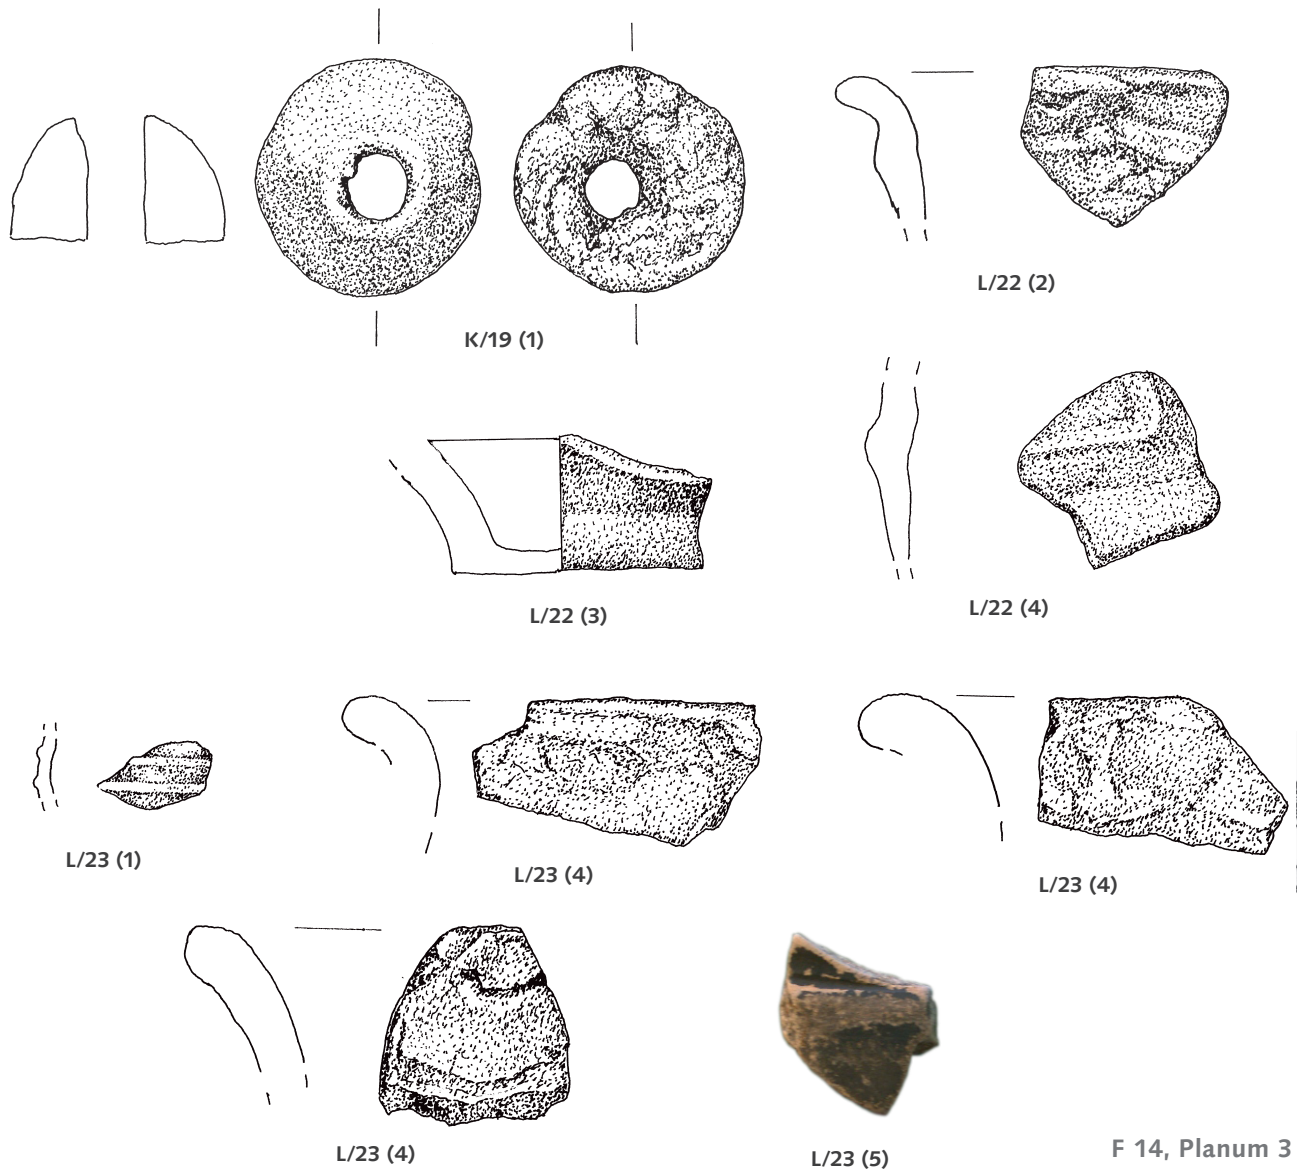 K/19 (1)
L/22 (2)
L/22 (3)
L/22 (4)
L/23 (1)
L/23 (4)
L/23 (4)
L/23 (4)
L/23 (5)
F 14, Planum 3